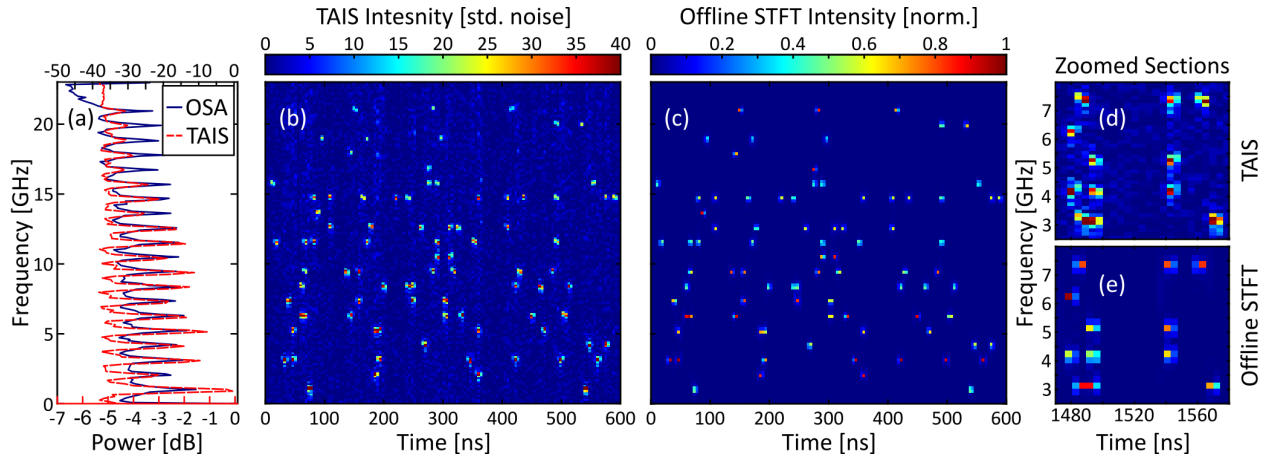 TAIS Intesnity [std. noise]
Offline STFT Intensity [norm.]
-50 -40 -30 -20 -10 0
0 5 10 15 20 25 30 35 40
0 0.2 0.4 0.6 0.8 1
Zoomed Sections
(a)
OSA
TAIS
(b)
(c)
(d)
(e)
Frequency [GHz]
20
15
10
5
0
-7 -6 -5 -4 -3 -2 -1 0
Power [dB]
0 100 200 300 400 500 600
Time [ns]
0 100 200 300 400 500 600
Time [ns]
Frequency [GHz]
7
6
5
4
3
TAIS
7
6
5
4
3
Offline STFT
1480 1520 1560
Time [ns]